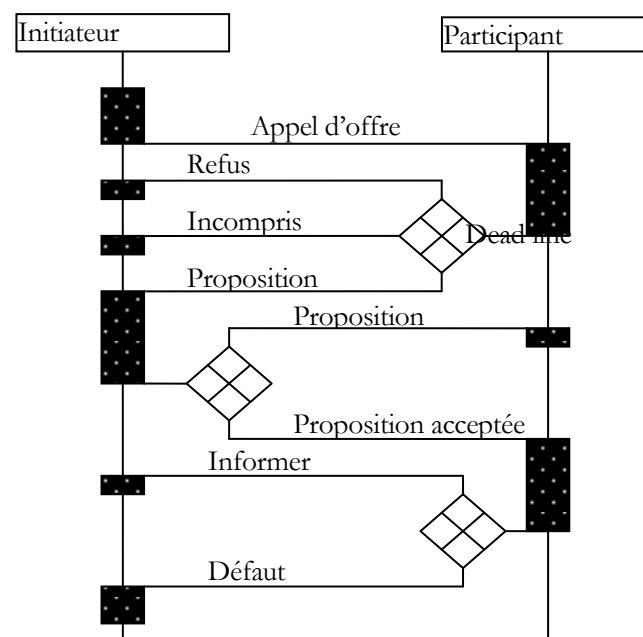 Initiateur
Participant
Appel d'offre
Refus
Incompris
Dead line
Proposition
Proposition
Proposition acceptée
Informer
Défaut